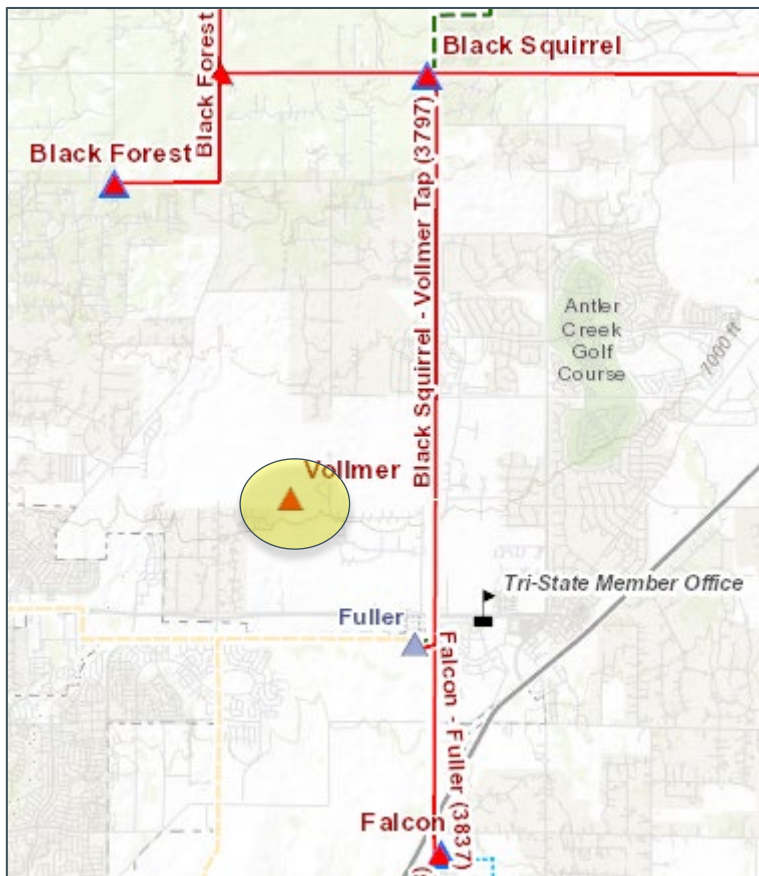 Black Squirrel
Black Forest
Black Forest
Black Squirrel - Vollmer Tap (3797)
Antler
Creek
Golf
Course
7000 ft
Vollmer
Tri-State Member Office
Fuller
Falcon - Fuller (3837)
Falcon